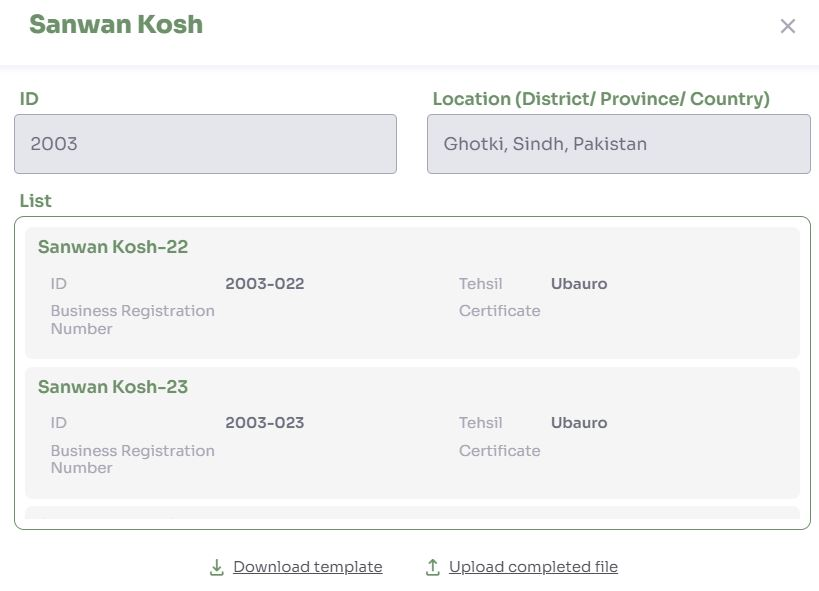 Sanwan Kosh
ID
Location (District/ Province/ Country)
2003
Ghotki, Sindh, Pakistan
List
Sanwan Kosh-22
ID 2003-022 Tehsil Ubauro
Business Registration Number Certificate
Sanwan Kosh-23
ID 2003-023 Tehsil Ubauro
Business Registration Number Certificate
Download template
Upload completed file